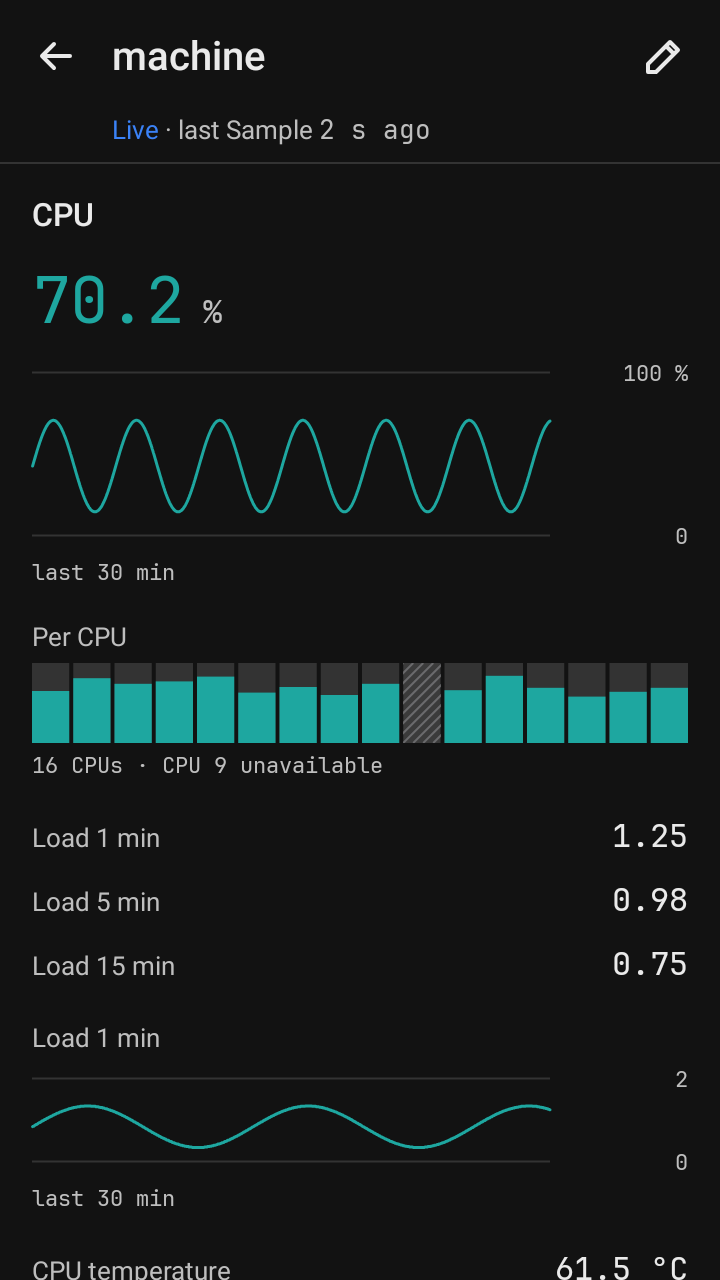 machine
Live · last Sample 2 s ago
CPU
70.2 %
100 %
0
last 30 min
Per CPU
16 CPUs · CPU 9 unavailable
Load 1 min 1.25
Load 5 min 0.98
Load 15 min 0.75
Load 1 min
2
0
last 30 min
CPU temperature 61.5 °C